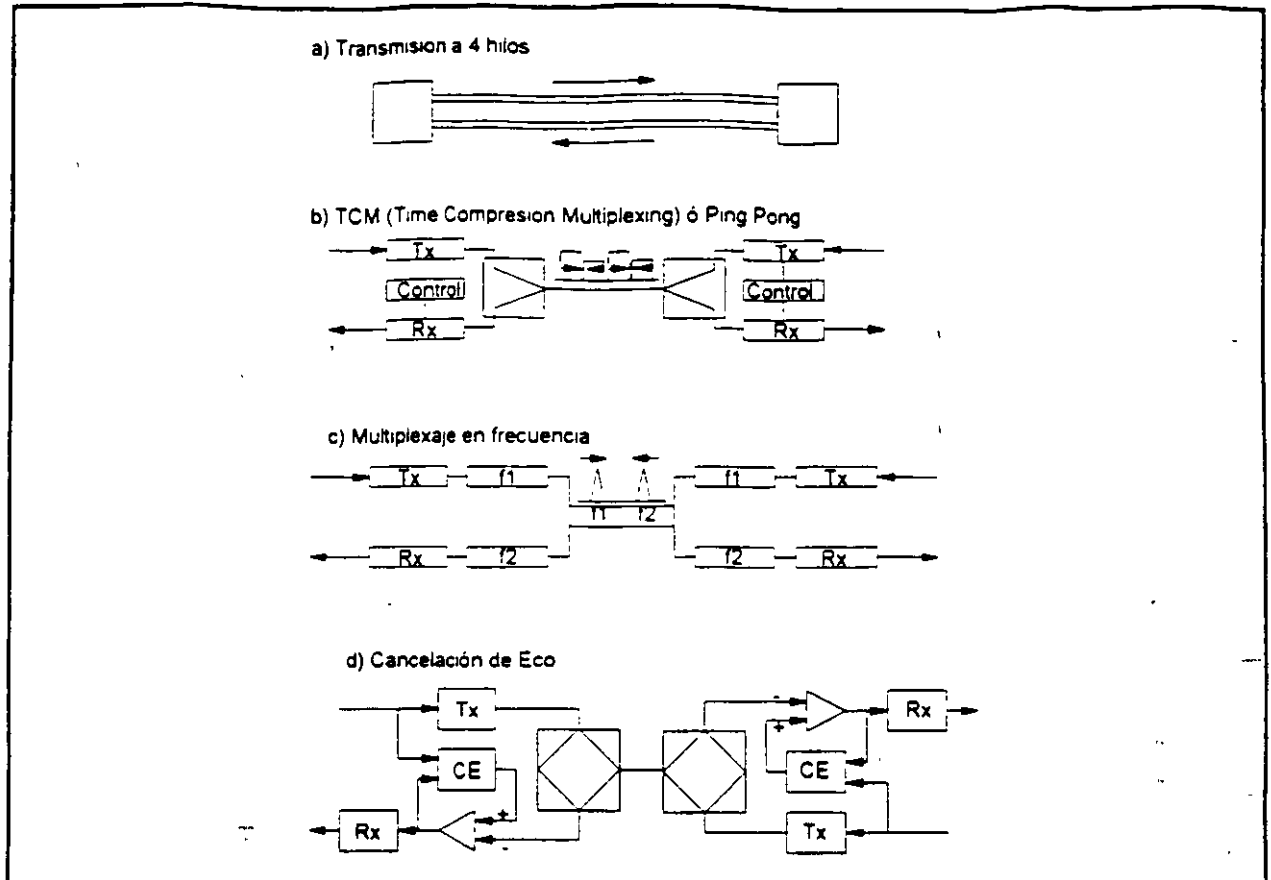 a) Transmision a 4 hilos
b) TCM (Time Compresion Multiplexing) ó Ping Pong
Tx Tx
Control Control
Rx Rx
c) Multiplexaje en frecuencia
Tx f1 f1 Tx
f1 f2
Rx f2 f2 Rx
d) Cancelación de Eco
Tx - Rx
+
CE CE
+
Rx - Tx